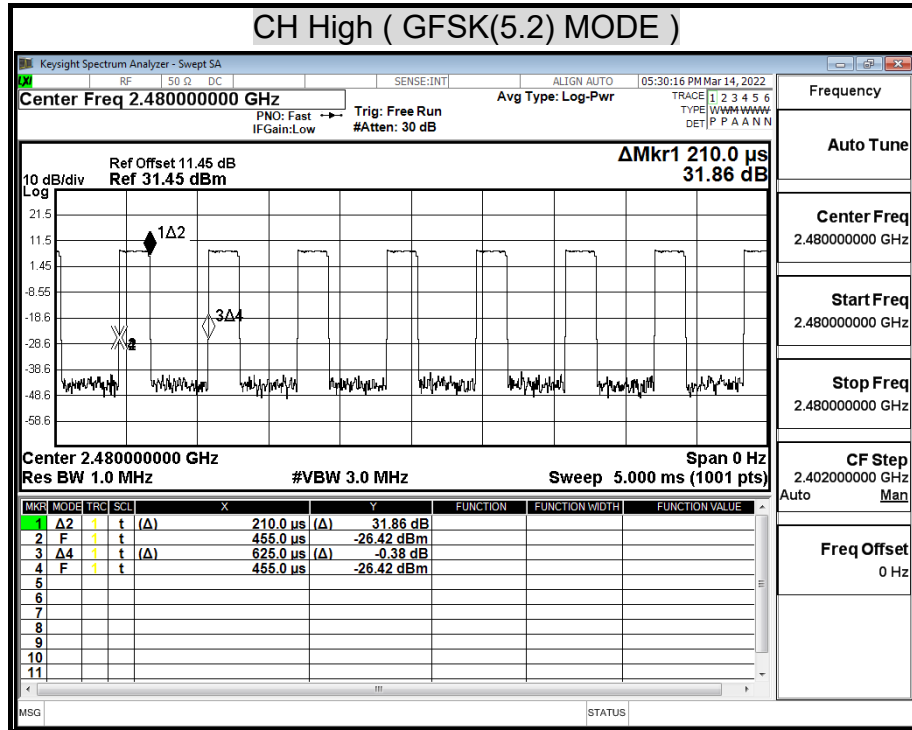 CH High ( GFSK(5.2) MODE )
Keysight Spectrum Analyzer - Swept SA
LXI RF 50 Ω DC SENSE:INT ALIGN AUTO 05:30:16 PM Mar 14, 2022
Center Freq 2.480000000 GHz
PNO: Fast
IFGain:Low
Trig: Free Run
#Atten: 30 dB
Avg Type: Log-Pwr
TRACE 1 2 3 4 5 6
TYPE WWWWWW
DET P P A A N N
Ref Offset 11.45 dB
10 dB/div Ref 31.45 dBm
Log
ΔMkr1 210.0 µs
31.86 dB
21.5
11.5
1.45
-8.55
-18.6
-28.6
-38.6
-48.6
-58.6
1Δ2
3Δ4
Center 2.480000000 GHz Span 0 Hz
Res BW 1.0 MHz #VBW 3.0 MHz Sweep 5.000 ms (1001 pts)
MKR MODE TRC SCL X Y FUNCTION FUNCTION WIDTH FUNCTION VALUE
1 Δ2 1 t (Δ) 210.0 µs (Δ) 31.86 dB
2 F 1 t 455.0 µs -26.42 dBm
3 Δ4 1 t (Δ) 625.0 µs (Δ) -0.38 dB
4 F 1 t 455.0 µs -26.42 dBm
5
6
7
8
9
10
11
MSG STATUS
Frequency
Auto Tune
Center Freq
2.480000000 GHz
Start Freq
2.480000000 GHz
Stop Freq
2.480000000 GHz
CF Step
2.402000000 GHz
Auto Man
Freq Offset
0 Hz